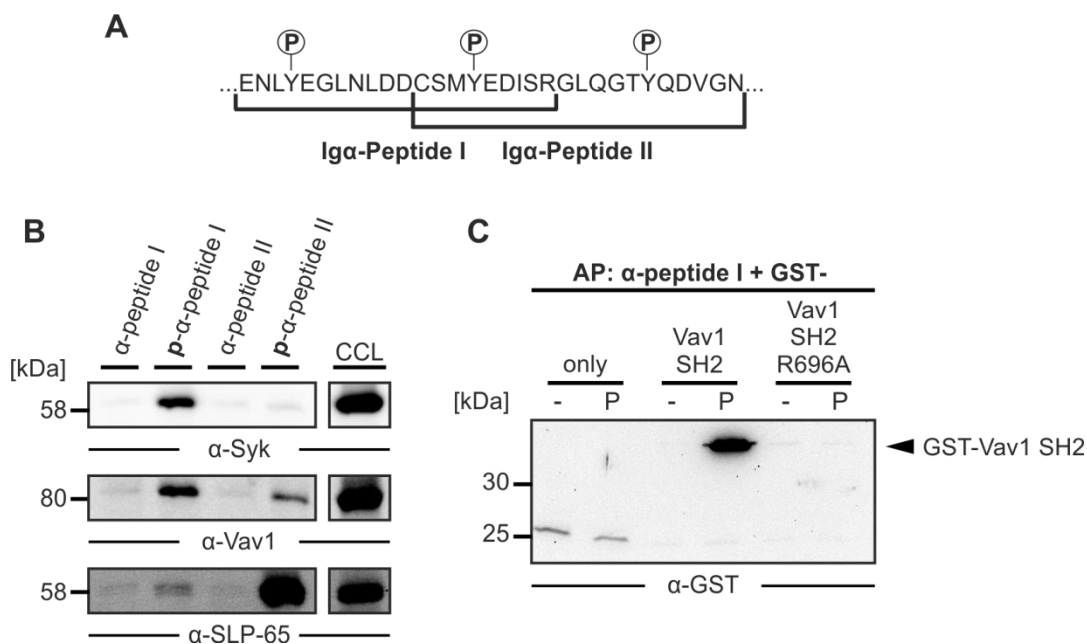 A
P P P
...ENLYEGLNLDDCSMYEDISRGLQGTYQDVGN...
Igα-Peptide I Igα-Peptide II
B
α-peptide I
p-α-peptide I
α-peptide II
p-α-peptide II
CCL
[kDa]
58
α-Syk
80
α-Vav1
58
α-SLP-65
C
AP: α-peptide I + GST-
only
Vav1
SH2
Vav1
SH2
R696A
[kDa] - P - P - P
GST-Vav1 SH2
30
25
α-GST